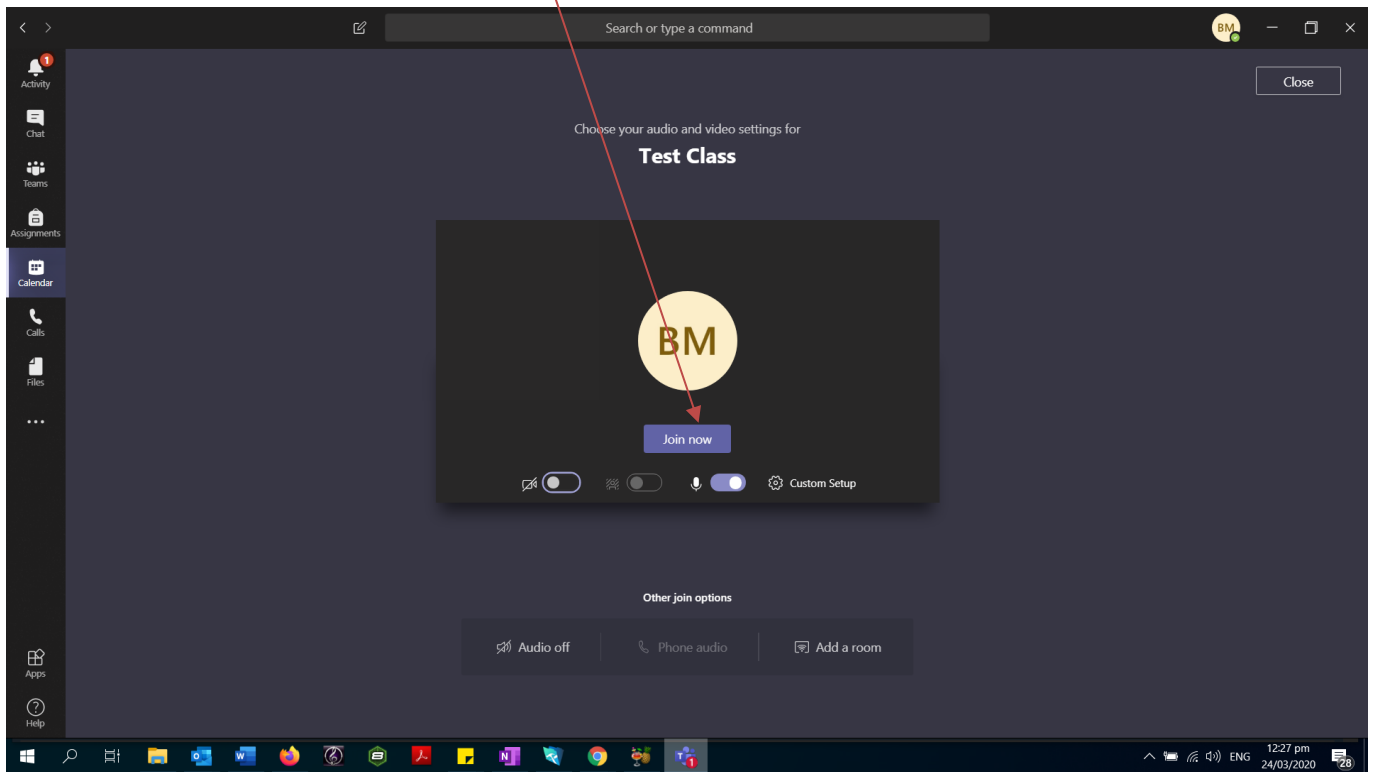 Search or type a command
BM
1
Activity
Chat
Teams
Assignments
Calendar
Calls
Files
Apps
Help
Close
Choose your audio and video settings for
Test Class
BM
Join now
Custom Setup
Other join options
Audio off
Phone audio
Add a room
ENG
12:27 pm
24/03/2020
28